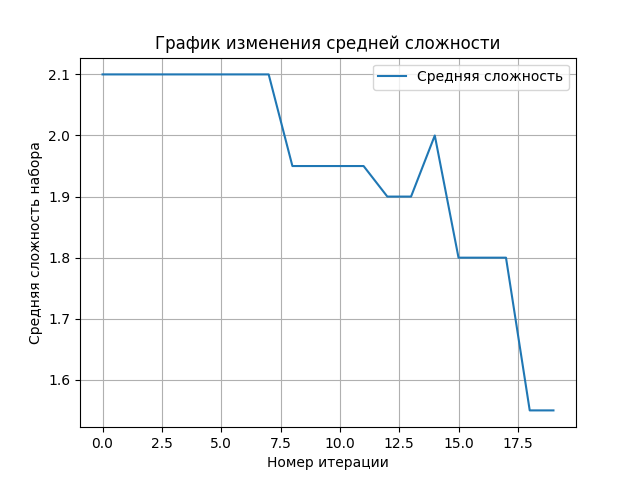 График изменения средней сложности
Средняя сложность
2.1
2.0
1.9
1.8
1.7
1.6
Средняя сложность набора
0.0 2.5 5.0 7.5 10.0 12.5 15.0 17.5
Номер итерации